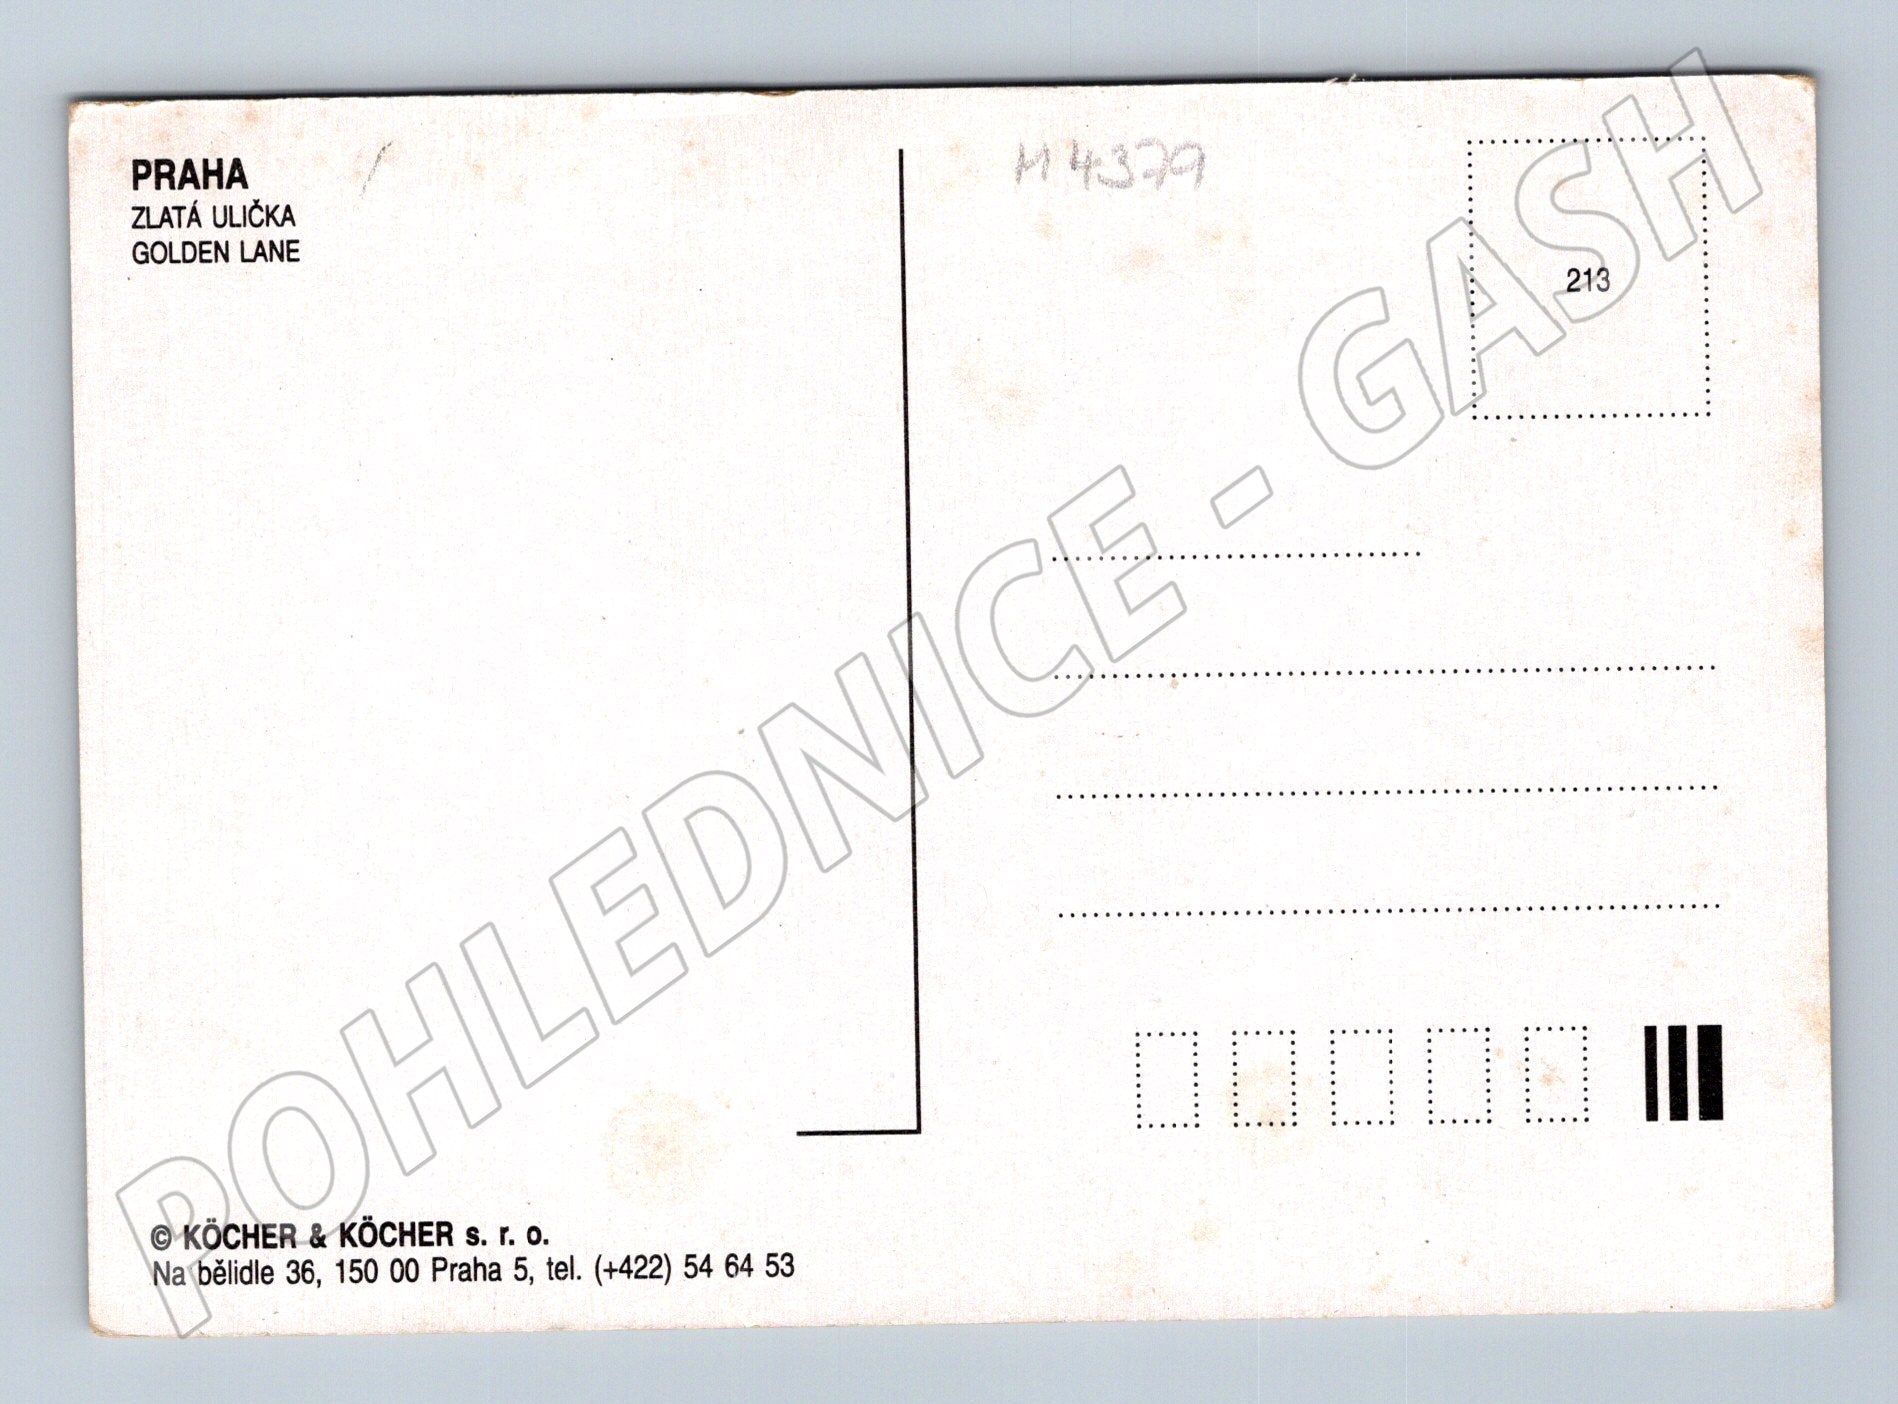 PRAHA
ZLATÁ ULIČKA
GOLDEN LANE
M 4379
213
POHLEDNICE - GASH
© KÖCHER & KÖCHER s. r. o.
Na bělidle 36, 150 00 Praha 5, tel. (+422) 54 64 53